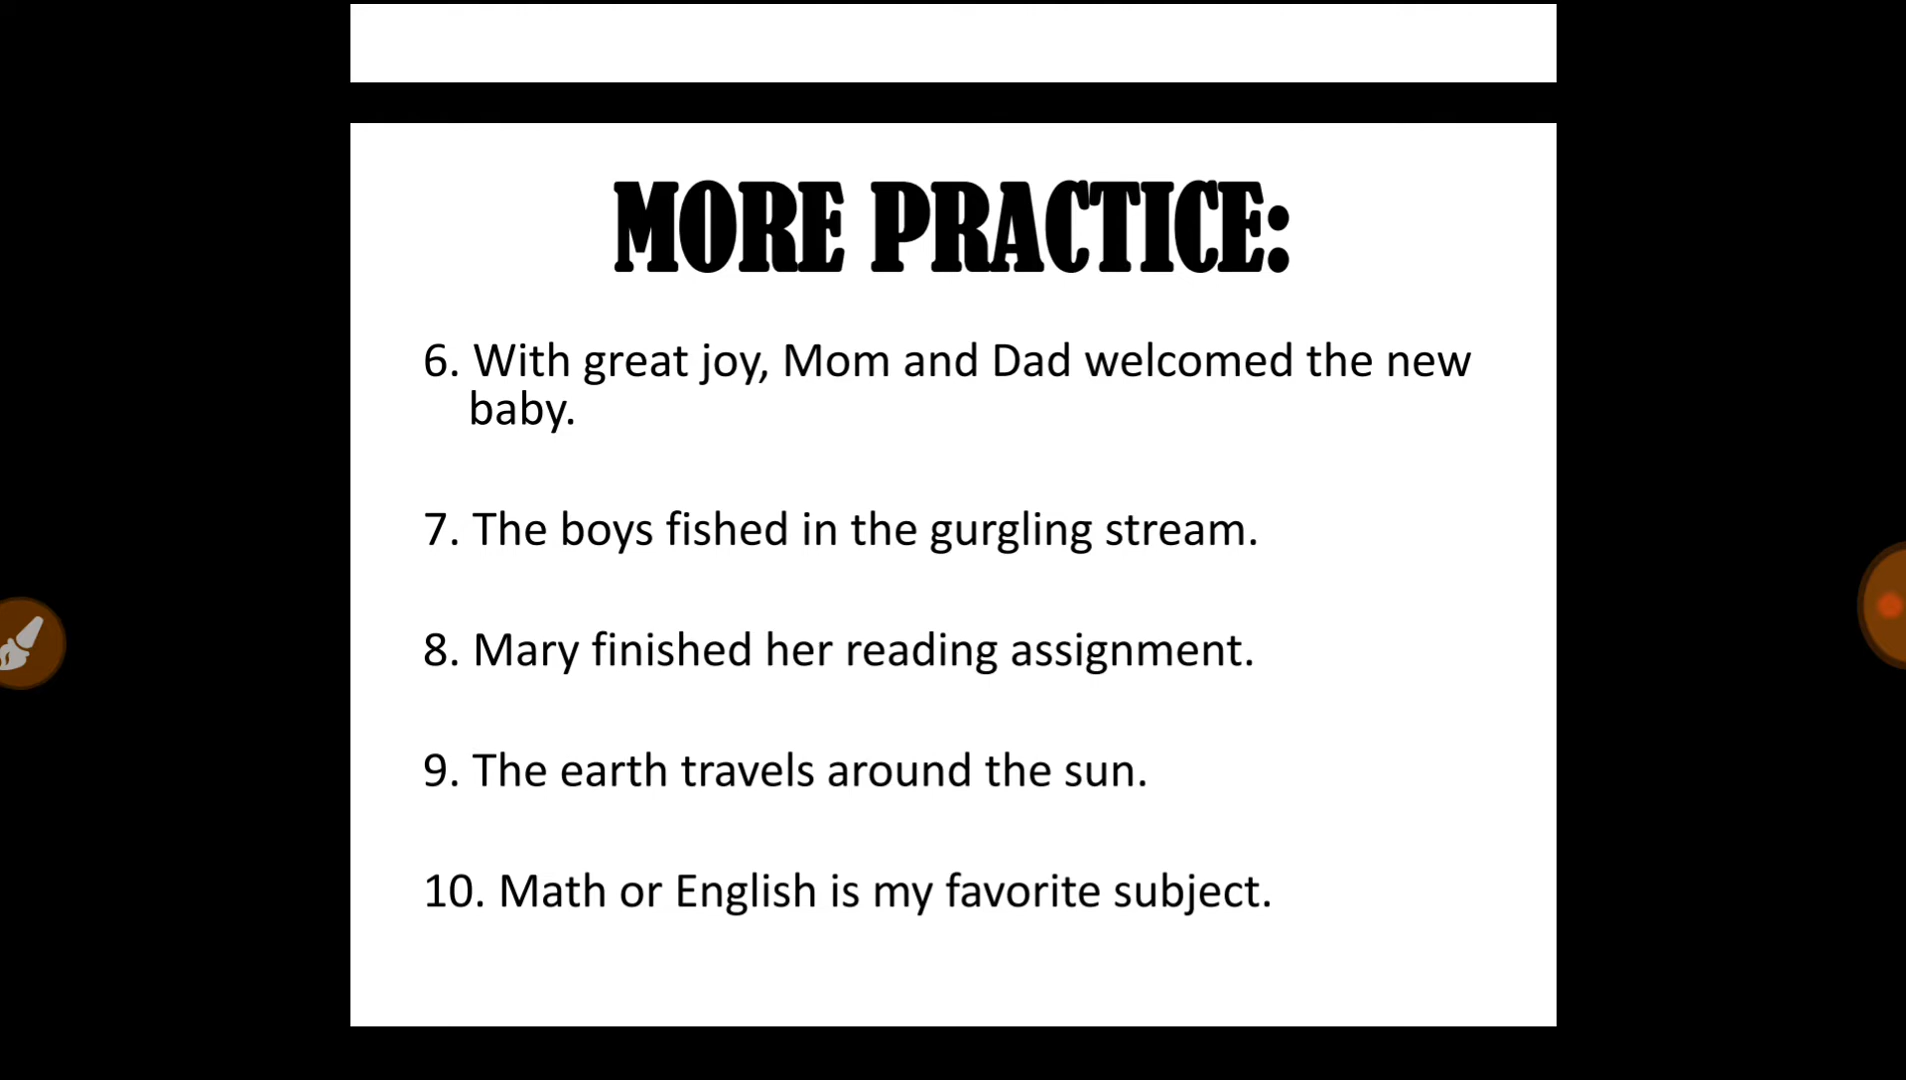 MORE PRACTICE:
6. With great joy, Mom and Dad welcomed the new
baby.
7. The boys fished in the gurgling stream.
8. Mary finished her reading assignment.
9. The earth travels around the sun.
10. Math or English is my favorite subject.